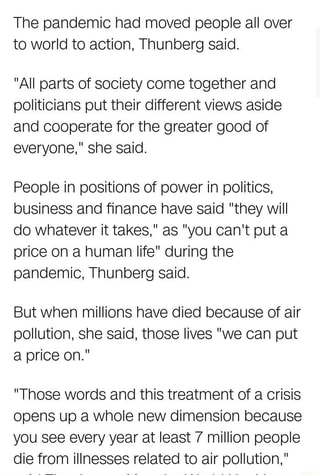 The pandemic had moved people all over
to world to action, Thunberg said.
"All parts of society come together and
politicians put their different views aside
and cooperate for the greater good of
everyone," she said.
People in positions of power in politics,
business and finance have said "they will
do whatever it takes," as "you can't put a
price on a human life" during the
pandemic, Thunberg said.
But when millions have died because of air
pollution, she said, those lives "we can put
a price on."
"Those words and this treatment of a crisis
opens up a whole new dimension because
you see every year at least 7 million people
die from illnesses related to air pollution,"